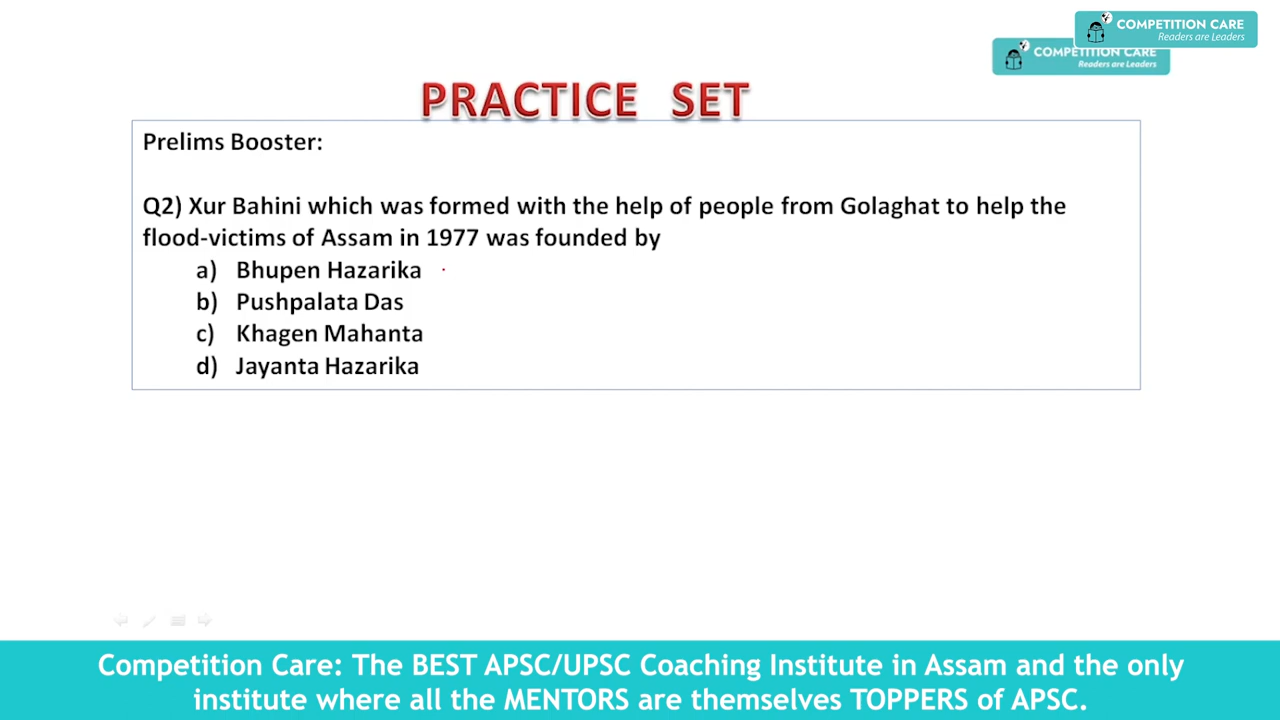 COMPETITION CARE
Readers are Leaders
COMPETITION CARE
Readers are Leaders
PRACTICE SET
Prelims Booster:
Q2) Xur Bahini which was formed with the help of people from Golaghat to help the
flood-victims of Assam in 1977 was founded by
a) Bhupen Hazarika
b) Pushpalata Das
c) Khagen Mahanta
d) Jayanta Hazarika
Competition Care: The BEST APSC/UPSC Coaching Institute in Assam and the only
institute where all the MENTORS are themselves TOPPERS of APSC.